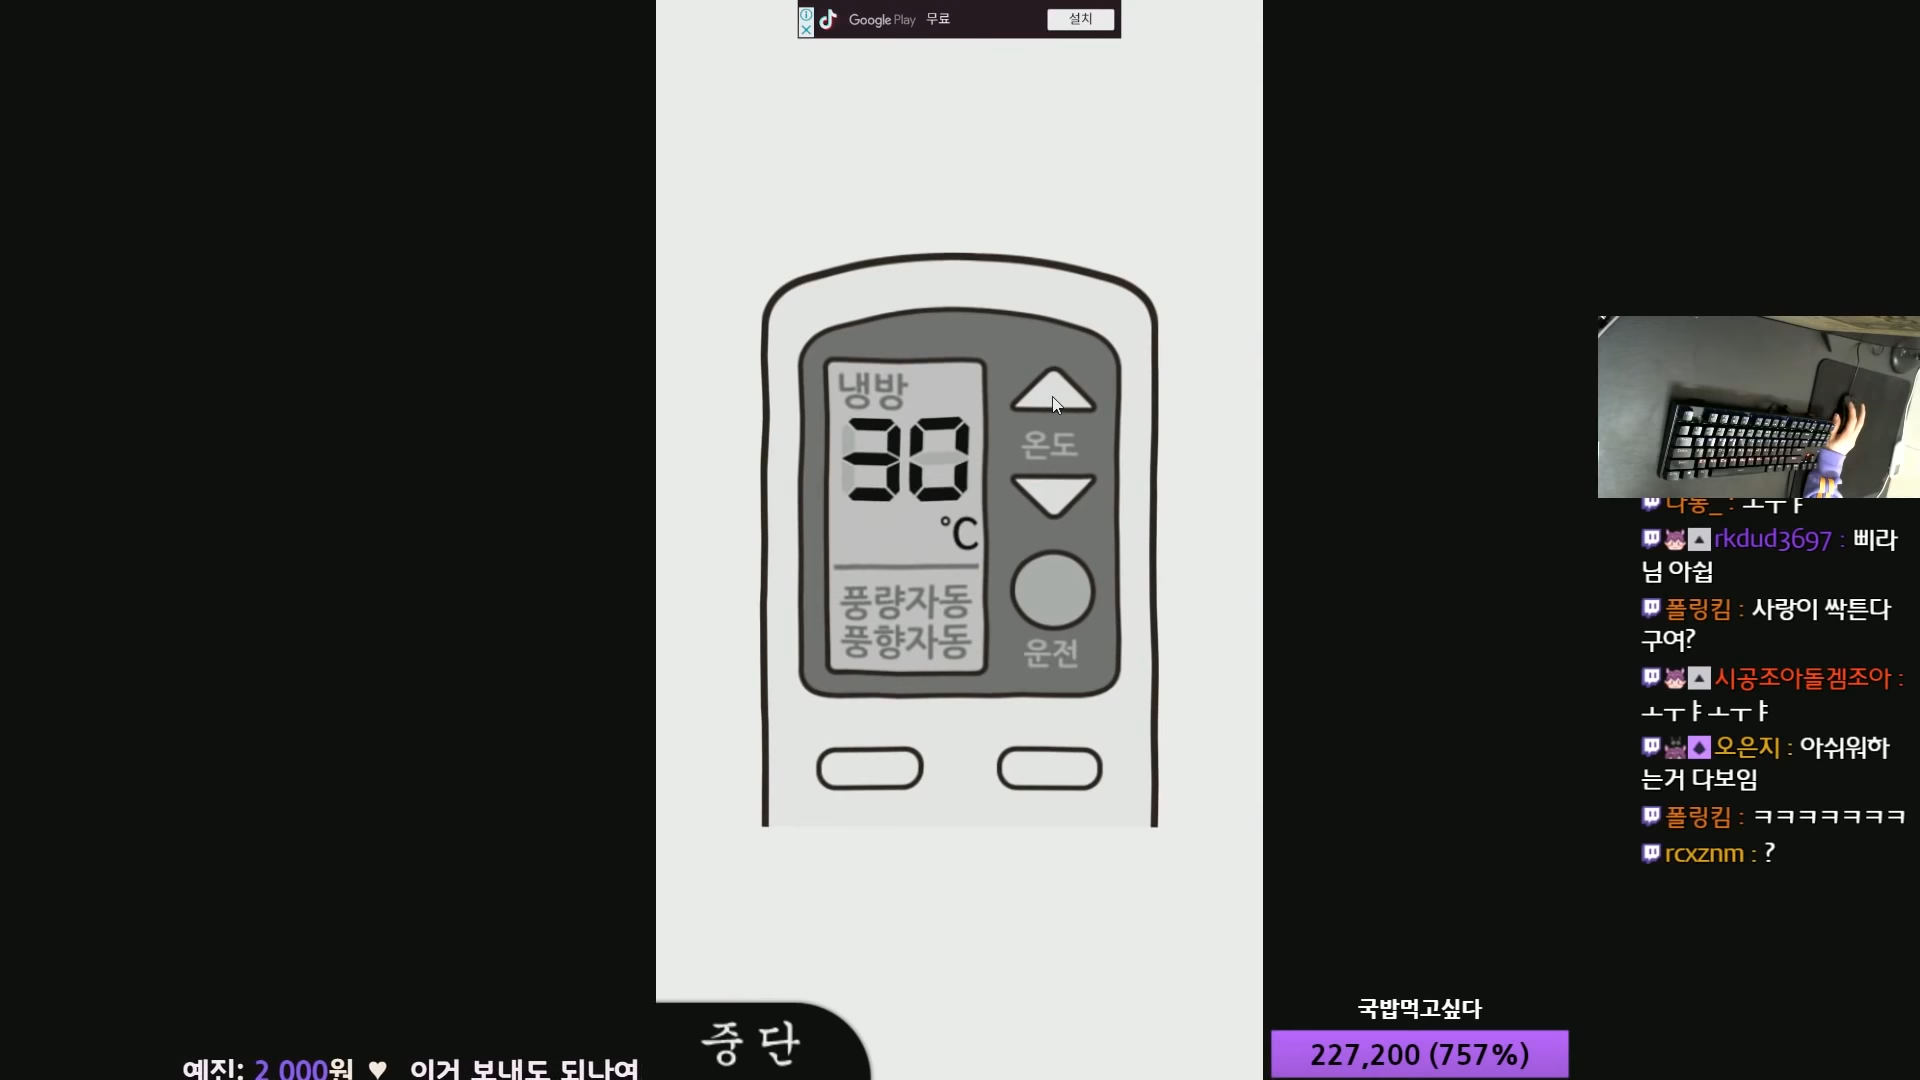 Google Play 무료 설치
냉방
30
°C
온도
풍량자동
풍향자동
운전
중단
rkdud3697 : 삐라
님 아쉽
폴링킴 : 사랑이 싹튼다
구여?
시공조아돌겜조아 :
ㅗㅜㅑㅗㅜㅑ
오은지 : 아쉬워하
는거 다보임
폴링킴 : ㅋㅋㅋㅋㅋㅋㅋ
rcxznm : ?
국밥먹고싶다
227,200 (757%)
예진: 2,000원 ♥ 이거 보내도 되나여